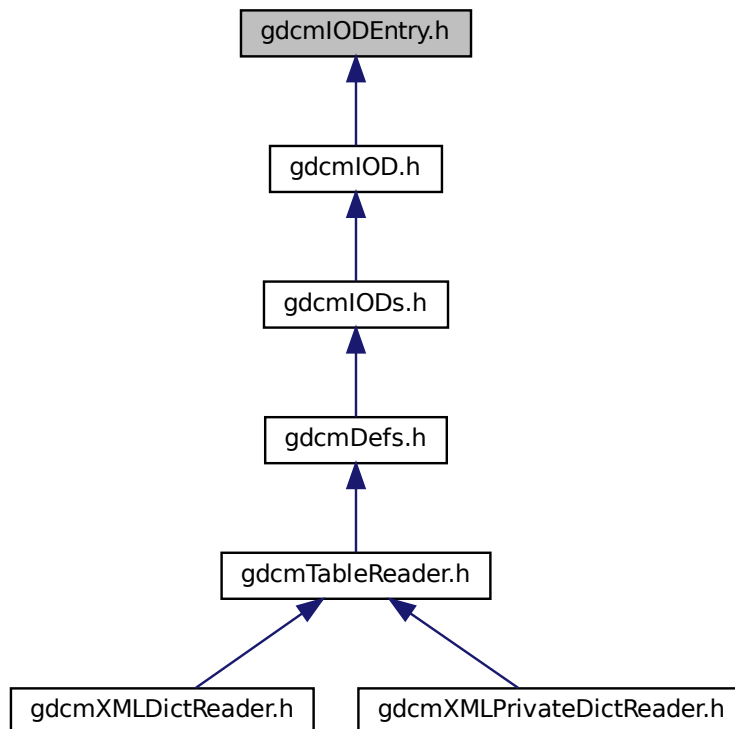 gdcmIODEntry.h
gdcmIOD.h
gdcmIODs.h
gdcmDefs.h
gdcmTableReader.h
gdcmXMLDictReader.h
gdcmXMLPrivateDictReader.h